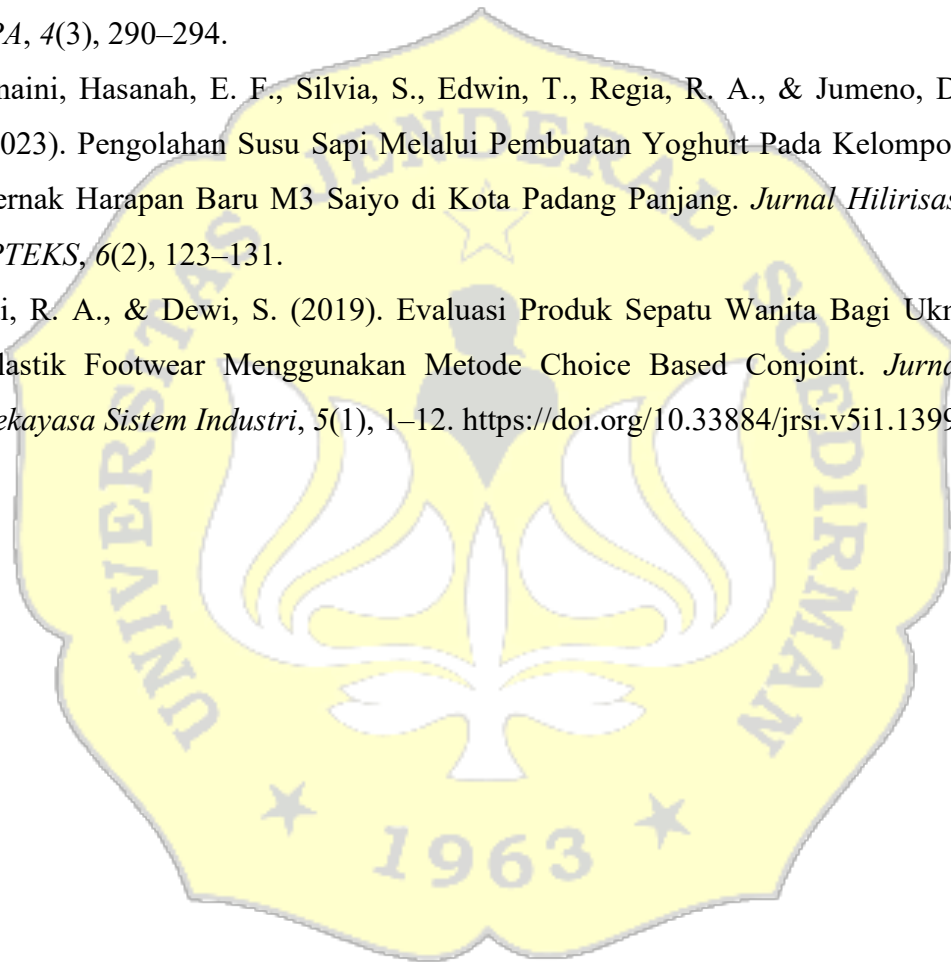 PA, 4(3), 290–294.
naini, Hasanah, E. F., Silvia, S., Edwin, T., Regia, R. A., & Jumeno, D
023). Pengolahan Susu Sapi Melalui Pembuatan Yoghurt Pada Kelompo
ernak Harapan Baru M3 Saiyo di Kota Padang Panjang. Jurnal Hilirisas
PTEKS, 6(2), 123–131.
i, R. A., & Dewi, S. (2019). Evaluasi Produk Sepatu Wanita Bagi Ukn
lastik Footwear Menggunakan Metode Choice Based Conjoint. Jurna
ekayasa Sistem Industri, 5(1), 1–12. https://doi.org/10.33884/jrsi.v5i1.1399
UNIVERSITAS JENDERAL SOEDIRMAN
1963